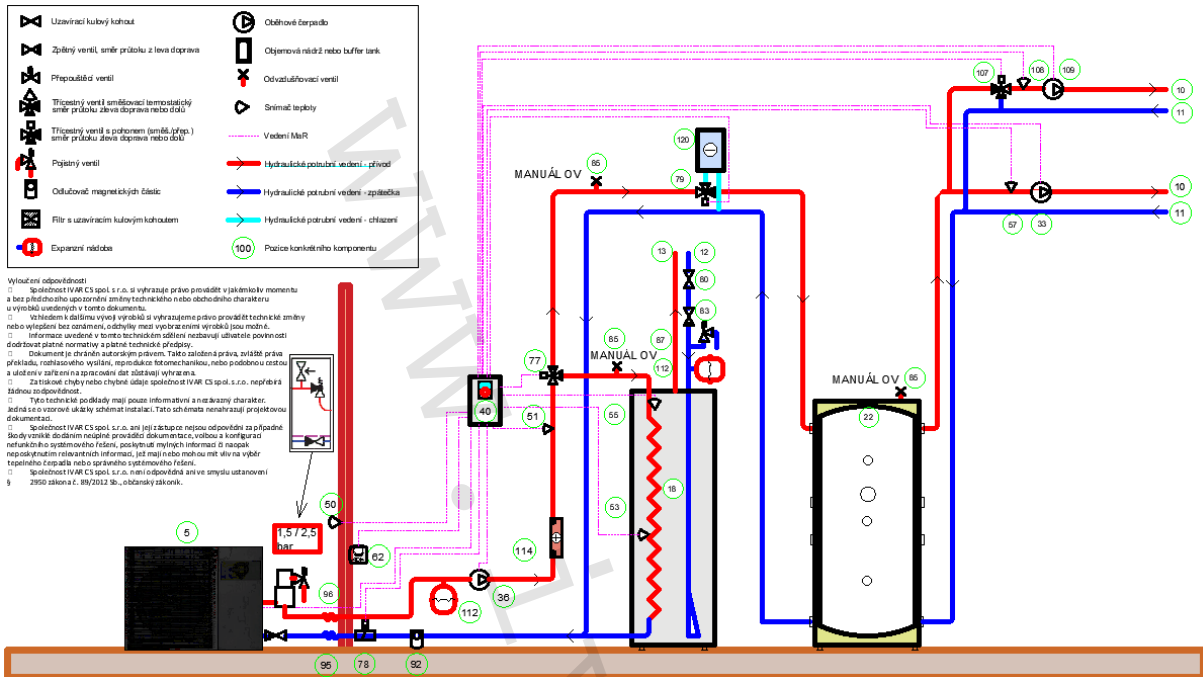 Uzavírací kulový kohout
Zpětný ventil, směr průtoku z leva doprava
Přepouštěcí ventil
Třícestný ventil směšovací termostatický
směr průtoku zleva doprava nebo dolů
Třícestný ventil s pohonem (směš./přep.)
směr průtoku zleva doprava nebo dolů
Pojistný ventil
Odlučovač magnetických částic
Filtr s uzavíracím kulovým kohoutem
Expanzní nádoba
Oběhové čerpadlo
Objemová nádrž nebo buffer tank
Odvzdušňovací ventil
Snímač teploty
Vedení MaR
Hydraulické potrubní vedení - přívod
Hydraulické potrubní vedení - zpátečka
Hydraulické potrubní vedení - chlazení
100 Pozice konkrétního komponentu
Vyloučení odpovědnosti
Společnost IVAR CS spol. s r.o. si vyhrazuje právo provádět v jakémkoliv momentu
a bez předchozího upozornění změny technického nebo obchodního charakteru
u výrobků uvedených v tomto dokumentu.
Vzhledem k dalšímu vývoji výrobků si vyhrazujeme právo provádět technické změny
nebo vylepšení bez oznámení, odchylky mezi vyobrazeními výrobků jsou možné.
Informace uvedené v tomto technickém sdělení nezbavují uživatele povinnosti
dodržovat platné normativy a platné technické předpisy.
Dokument je chráněn autorským právem. Takto založená práva, zvláště práva
překladu, rozhlasového vysílání, reprodukce fotomechanikou, nebo podobnou cestou
a uložení v zařízení na zpracování dat zůstávají vyhrazena.
Za tiskové chyby nebo chybné údaje společnost IVAR CS spol. s r.o. nepřebírá
žádnou zodpovědnost.
Tyto technické podklady mají pouze informativní a nezávazný charakter.
Jedná se o vzorové ukázky schémat instalací. Tato schémata nenahrazují projektovou
dokumentaci.
Společnost IVAR CS spol. s r.o. ani její zástupce nejsou odpovědni za případné
škody vzniklé dodáním neúplné prováděcí dokumentace, volbou a konfigurací
nefunkčního systémového řešení, poskytnutí mylných informací či naopak
neposkytnutím relevantních informací, jež mají nebo mohou mít vliv na výběr
tepelného čerpadla nebo správného systémového řešení.
Společnost IVAR CS spol. s r.o. není odpovědná ani ve smyslu ustanovení
§ 2950 zákona č. 89/2012 Sb., občanský zákoník.
107
108
109
10
11
120
79
85
MANUÁL OV
10
11
57
33
13
12
80
83
87
85
MANUÁL OV
112
77
40
51
55
18
53
MANUÁL OV
85
22
50
5
1,5 / 2,5
bar
62
114
96
36
112
95
78
92
www.